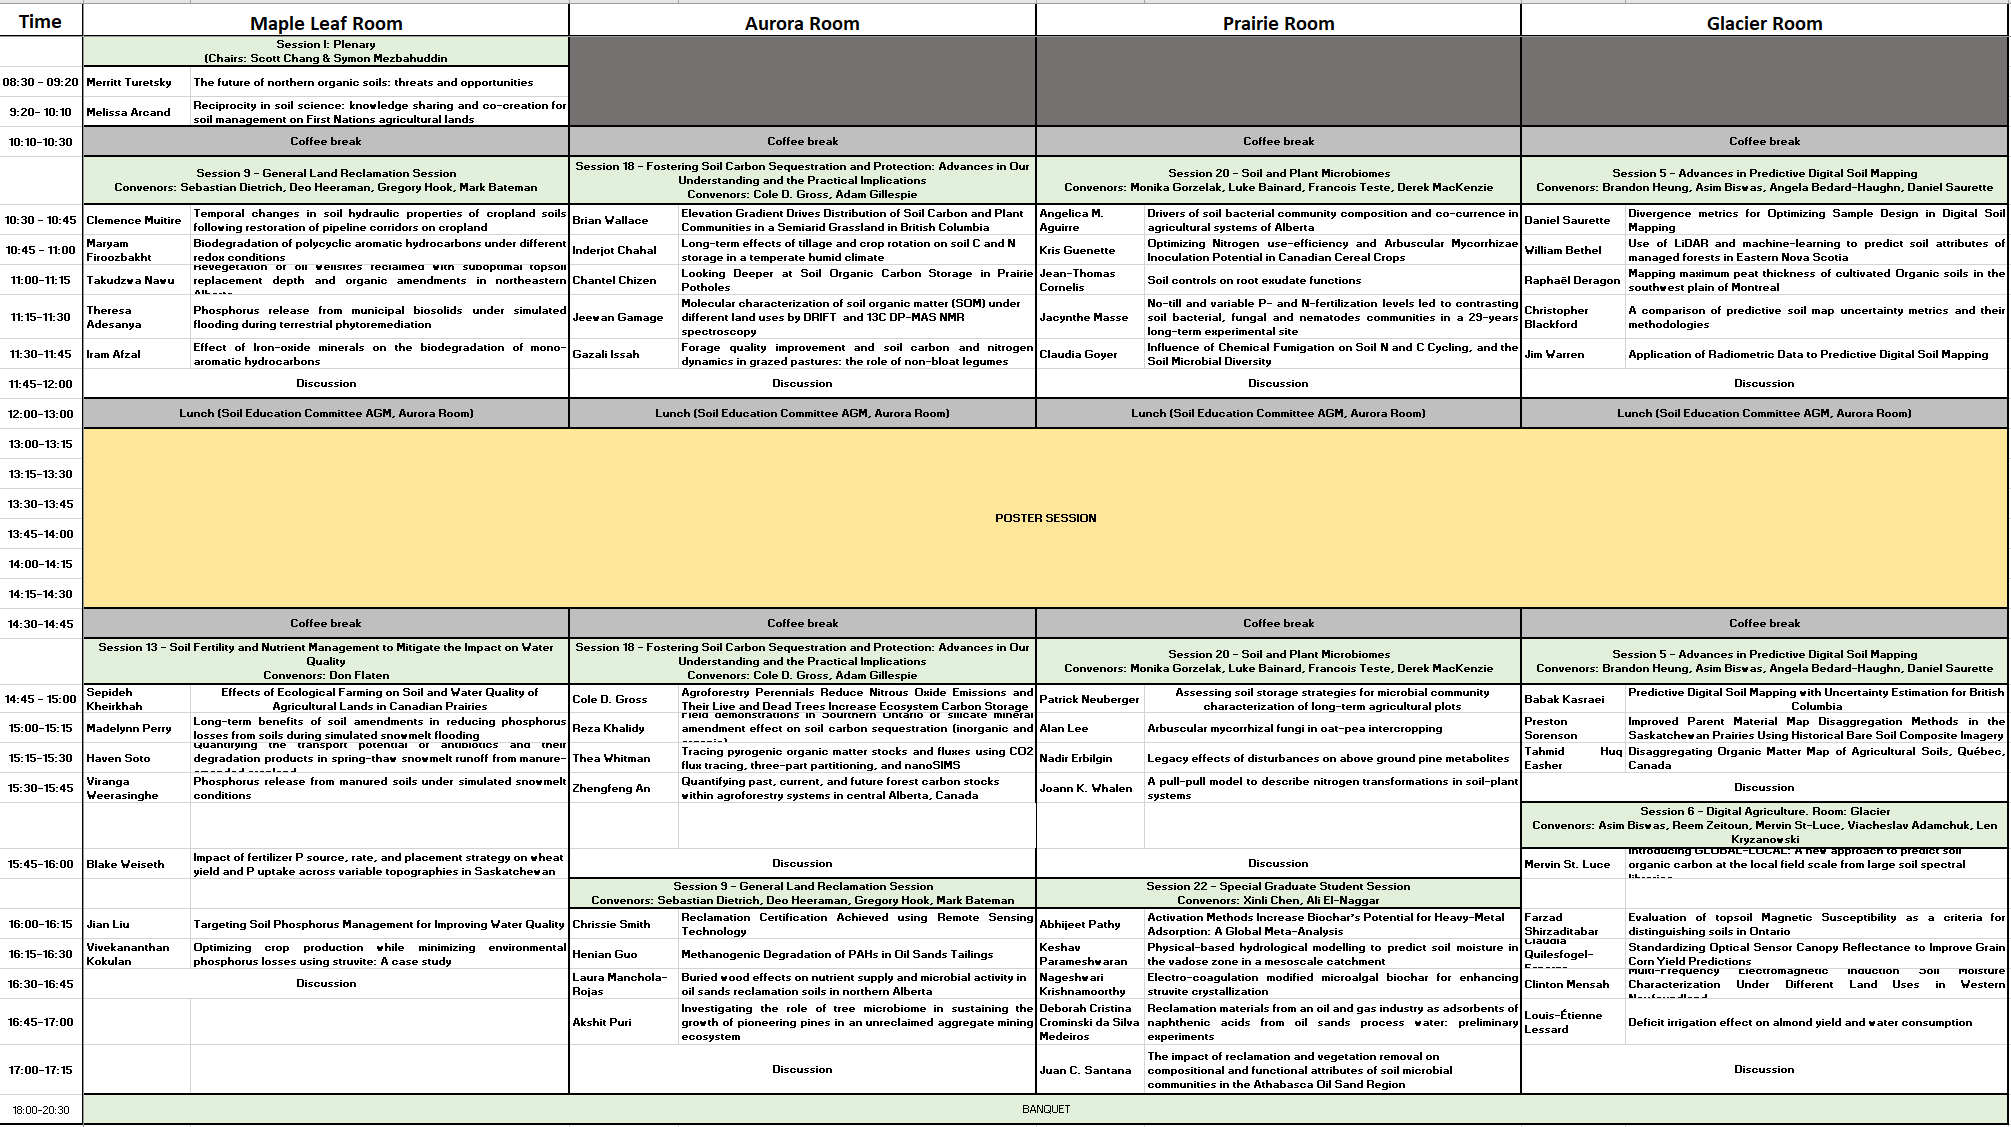 Time
Maple Leaf Room
Aurora Room
Prairie Room
Glacier Room
Session I: Plenary
(Chairs: Scott Chang & Symon Mezbahuddin
08:30 - 09:20
Merritt Turetsky
The future of northern organic soils: threats and opportunities
9:20- 10:10
Melissa Arcand
Reciprocity in soil science: knowledge sharing and co-creation for
soil management on First Nations agricultural lands
10:10-10:30
Coffee break
Coffee break
Coffee break
Coffee break
Session 9 - General Land Reclamation Session
Convenors: Sebastian Dietrich, Deo Heeraman, Gregory Hook, Mark Bateman
Session 18 - Fostering Soil Carbon Sequestration and Protection: Advances in Our
Understanding and the Practical Implications
Convenors: Cole D. Gross, Adam Gillespie
Session 20 - Soil and Plant Microbiomes
Convenors: Monika Gorzelak, Luke Bainard, Francois Teste, Derek MacKenzie
Session 5 - Advances in Predictive Digital Soil Mapping
Convenors: Brandon Heung, Asim Biswas, Angela Bedard-Haughn, Daniel Saurette
10:30 - 10:45
Clemence Muitire
Temporal changes in soil hydraulic properties of cropland soils
following restoration of pipeline corridors on cropland
Brian Wallace
Elevation Gradient Drives Distribution of Soil Carbon and Plant
Communities in a Semiarid Grassland in British Columbia
Angelica M.
Aguirre
Drivers of soil bacterial community composition and co-currence in
agricultural systems of Alberta
Daniel Saurette
Divergence metrics for Optimizing Sample Design in Digital Soil
Mapping
10:45 - 11:00
Maryam
Firoozbakht
Biodegradation of polycyclic aromatic hydrocarbons under different
redox conditions
Inderjot Chahal
Long-term effects of tillage and crop rotation on soil C and N
storage in a temperate humid climate
Kris Guenette
Optimizing Nitrogen use-efficiency and Arbuscular Mycorrhizae
Inoculation Potential in Canadian Cereal Crops
William Bethel
Use of LiDAR and machine-learning to predict soil attributes of
managed forests in Eastern Nova Scotia
11:00-11:15
Takudzwa Nawu
Revegetation of oil wellsites reclaimed with suboptimal topsoil
replacement depth and organic amendments in northeastern
Alberta
Chantel Chizen
Looking Deeper at Soil Organic Carbon Storage in Prairie
Potholes
Jean-Thomas
Cornelis
Soil controls on root exudate functions
Raphaël Deragon
Mapping maximum peat thickness of cultivated Organic soils in the
southwest plain of Montreal
11:15-11:30
Theresa
Adesanya
Phosphorus release from municipal biosolids under simulated
flooding during terrestrial phytoremediation
Jeewan Gamage
Molecular characterization of soil organic matter (SOM) under
different land uses by DRIFT and 13C DP-MAS NMR
spectroscopy
Jacynthe Masse
No-till and variable P- and N-fertilization levels led to contrasting
soil bacterial, fungal and nematodes communities in a 29-years
long-term experimental site
Christopher
Blackford
A comparison of predictive soil map uncertainty metrics and their
methodologies
11:30-11:45
Iram Afzal
Effect of Iron-oxide minerals on the biodegradation of mono-
aromatic hydrocarbons
Gazali Issah
Forage quality improvement and soil carbon and nitrogen
dynamics in grazed pastures: the role of non-bloat legumes
Claudia Goyer
Influence of Chemical Fumigation on Soil N and C Cycling, and the
Soil Microbial Diversity
Jim Warren
Application of Radiometric Data to Predictive Digital Soil Mapping
11:45-12:00
Discussion
Discussion
Discussion
Discussion
12:00-13:00
Lunch (Soil Education Committee AGM, Aurora Room)
Lunch (Soil Education Committee AGM, Aurora Room)
Lunch (Soil Education Committee AGM, Aurora Room)
Lunch (Soil Education Committee AGM, Aurora Room)
13:00-13:15
13:15-13:30
13:30-13:45
POSTER SESSION
13:45-14:00
14:00-14:15
14:15-14:30
14:30-14:45
Coffee break
Coffee break
Coffee break
Coffee break
Session 13 - Soil Fertility and Nutrient Management to Mitigate the Impact on Water
Quality
Convenors: Don Flaten
Session 18 - Fostering Soil Carbon Sequestration and Protection: Advances in Our
Understanding and the Practical Implications
Convenors: Cole D. Gross, Adam Gillespie
Session 20 - Soil and Plant Microbiomes
Convenors: Monika Gorzelak, Luke Bainard, Francois Teste, Derek MacKenzie
Session 5 - Advances in Predictive Digital Soil Mapping
Convenors: Brandon Heung, Asim Biswas, Angela Bedard-Haughn, Daniel Saurette
14:45 - 15:00
Sepideh
Kheirkhah
Effects of Ecological Farming on Soil and Water Quality of
Agricultural Lands in Canadian Prairies
Cole D. Gross
Agroforestry Perennials Reduce Nitrous Oxide Emissions and
Their Live and Dead Trees Increase Ecosystem Carbon Storage
Patrick Neuberger
Assessing soil storage strategies for microbial community
characterization of long-term agricultural plots
Babak Kasraei
Predictive Digital Soil Mapping with Uncertainty Estimation for British
Columbia
15:00-15:15
Madelynn Perry
Long-term benefits of soil amendments in reducing phosphorus
losses from soils during simulated snowmelt flooding
Reza Khalidy
Field demonstrations in Sourthern Ontario of silicate mineral
amendment effect on soil carbon sequestration (inorganic and
organic)
Alan Lee
Arbuscular mycorrhizal fungi in oat-pea intercropping
Preston
Sorenson
Improved Parent Material Map Disaggregation Methods in the
Saskatchewan Prairies Using Historical Bare Soil Composite Imagery
15:15-15:30
Haven Soto
Quantifying the transport potential of antibiotics and their
degradation products in spring-thaw snowmelt runoff from manure-
amended cropland
Thea Whitman
Tracing pyrogenic organic matter stocks and fluxes using CO2
flux tracing, three-part partitioning, and nanoSIMS
Nadir Erbilgin
Legacy effects of disturbances on above ground pine metabolites
Tahmid Huq
Easher
Disaggregating Organic Matter Map of Agricultural Soils, Québec,
Canada
15:30-15:45
Viranga
Weerasinghe
Phosphorus release from manured soils under simulated snowmelt
conditions
Zhengfeng An
Quantifying past, current, and future forest carbon stocks
within agroforestry systems in central Alberta, Canada
Joann K. Whalen
A pull-pull model to describe nitrogen transformations in soil-plant
systems
Discussion
Session 6 - Digital Agriculture. Room: Glacier
Convenors: Asim Biswas, Reem Zeitoun, Mervin St-Luce, Viacheslav Adamchuk, Len
Kryzanowski
15:45-16:00
Blake Weiseth
Impact of fertilizer P source, rate, and placement strategy on wheat
yield and P uptake across variable topographies in Saskatchewan
Discussion
Discussion
Mervin St. Luce
Introducing GLOBAL-LOCAL: A new approach to predict soil
organic carbon at the local field scale from large soil spectral
libraries
Session 9 - General Land Reclamation Session
Convenors: Sebastian Dietrich, Deo Heeraman, Gregory Hook, Mark Bateman
Session 22 - Special Graduate Student Session
Convenors: Xinli Chen, Ali El-Naggar
16:00-16:15
Jian Liu
Targeting Soil Phosphorus Management for Improving Water Quality
Chrissie Smith
Reclamation Certification Achieved using Remote Sensing
Technology
Abhijeet Pathy
Activation Methods Increase Biochar's Potential for Heavy-Metal
Adsorption: A Global Meta-Analysis
Farzad
Shirzaditabar
Evaluation of topsoil Magnetic Susceptibility as a criteria for
distinguishing soils in Ontario
16:15-16:30
Vivekananthan
Kokulan
Optimizing crop production while minimizing environmental
phosphorus losses using struvite: A case study
Henian Guo
Methanogenic Degradation of PAHs in Oil Sands Tailings
Keshav
Parameshwaran
Physical-based hydrological modelling to predict soil moisture in
the vadose zone in a mesoscale catchment
Claudia
Quilesfogel-
Esparza
Standardizing Optical Sensor Canopy Reflectance to Improve Grain
Corn Yield Predictions
16:30-16:45
Discussion
Laura Manchola-
Rojas
Buried wood effects on nutrient supply and microbial activity in
oil sands reclamation soils in northern Alberta
Nageshwari
Krishnamoorthy
Electro-coagulation modified microalgal biochar for enhancing
struvite crystallization
Clinton Mensah
Multi-Frequency Electromagnetic Induction Soil Moisture
Characterization Under Different Land Uses in Western
Newfoundland
16:45-17:00
Akshit Puri
Investigating the role of tree microbiome in sustaining the
growth of pioneering pines in an unreclaimed aggregate mining
ecosystem
Deborah Cristina
Crominski da Silva
Medeiros
Reclamation materials from an oil and gas industry as adsorbents of
naphthenic acids from oil sands process water: preliminary
experiments
Louis-Étienne
Lessard
Deficit irrigation effect on almond yield and water consumption
17:00-17:15
Discussion
Juan C. Santana
The impact of reclamation and vegetation removal on
compositional and functional attributes of soil microbial
communities in the Athabasca Oil Sand Region
Discussion
18:00-20:30
BANQUET